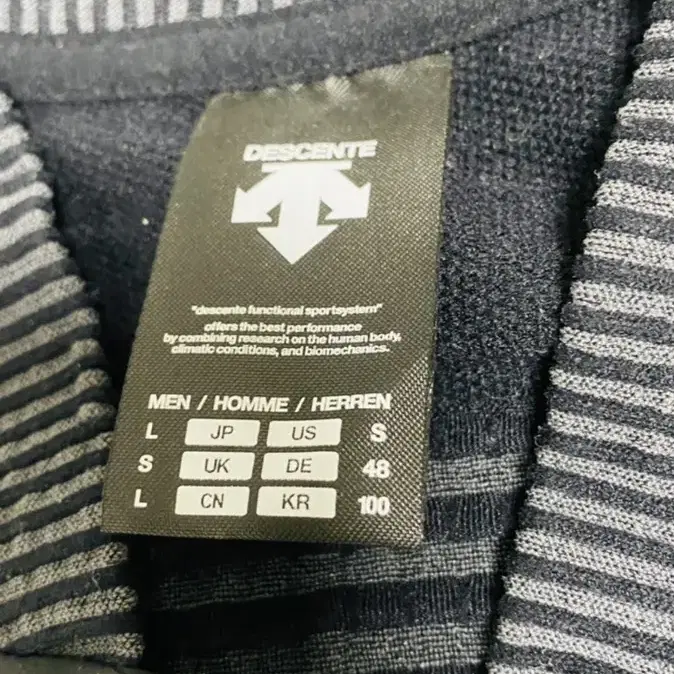 DESCENTE
"descente functional sportsystem"
offers the best performance
by combining research on the human body,
climatic conditions, and biomechanics.
MEN / HOMME / HERREN
L JP US S
S UK DE 48
L CN KR 100